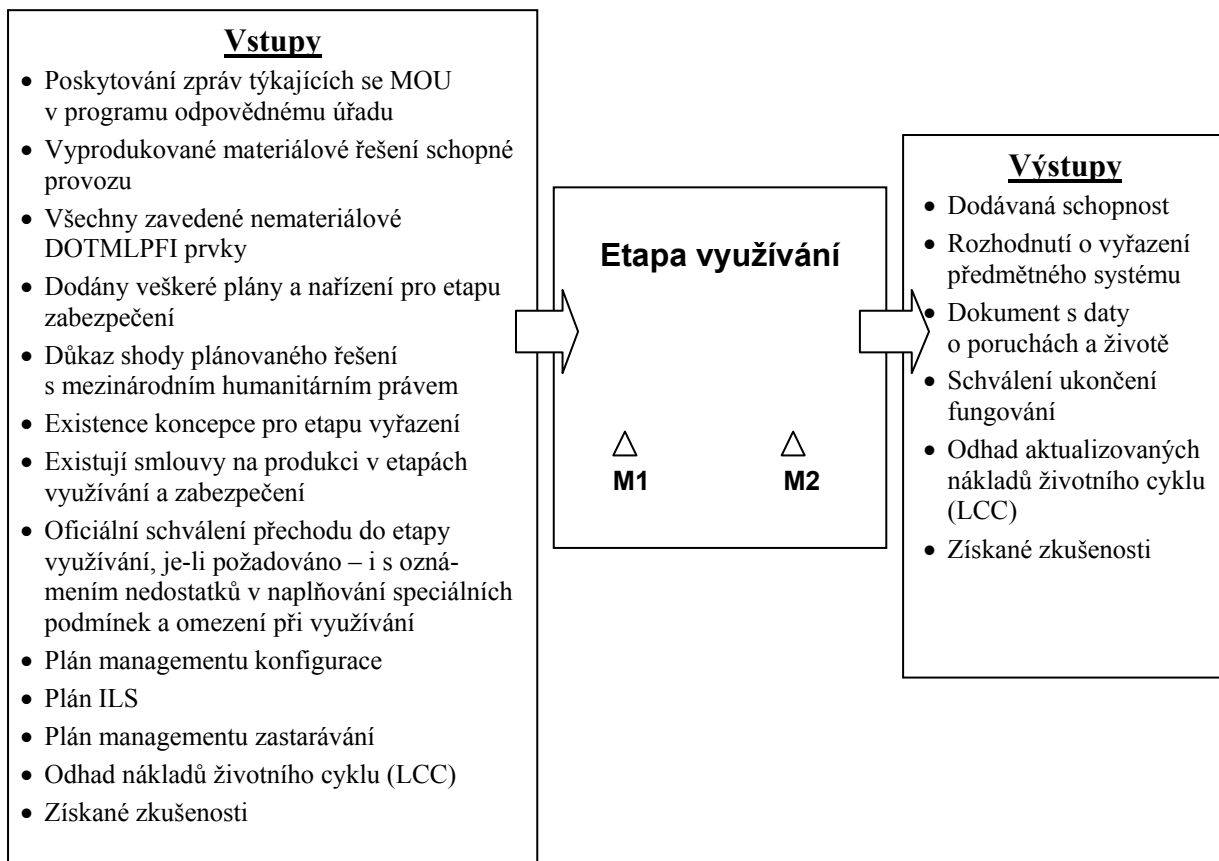 Vstupy
• Poskytování zpráv týkajících se MOU
v programu odpovědnému úřadu
• Vyprodukované materiálové řešení schopné
provozu
• Všechny zavedené nemateriálové
DOTMLPFI prvky
• Dodány veškeré plány a nařízení pro etapu
zabezpečení
• Důkaz shody plánovaného řešení
s mezinárodním humanitárním právem
• Existence koncepce pro etapu vyřazení
• Existují smlouvy na produkci v etapách
využívání a zabezpečení
• Oficiální schválení přechodu do etapy
využívání, je-li požadováno – i s ozná-
mením nedostatků v naplňování speciálních
podmínek a omezení při využívání
• Plán managementu konfigurace
• Plán ILS
• Plán managementu zastarávání
• Odhad nákladů životního cyklu (LCC)
• Získané zkušenosti
Etapa využívání
M1
M2
Výstupy
• Dodávaná schopnost
• Rozhodnutí o vyřazení
předmětného systému
• Dokument s daty
o poruchách a životě
• Schválení ukončení
fungování
• Odhad aktualizovaných
nákladů životního cyklu
(LCC)
• Získané zkušenosti